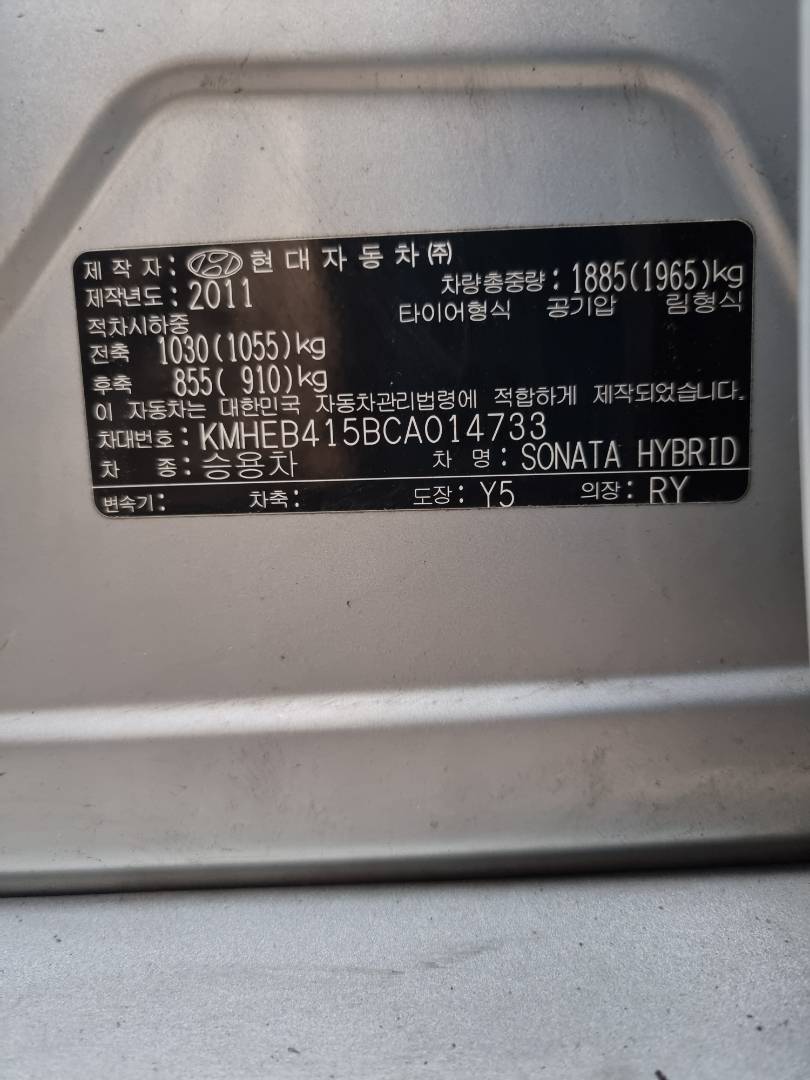 제 작 자: 현대자동차㈜
제작년도: 2011 차량총중량: 1885(1965)kg
적차시하중 타이어형식 공기압 림형식
전축 1030(1055)kg
후축 855( 910)kg
이 자동차는 대한민국 자동차관리법령에 적합하게 제작되었습니다.
차대번호: KMHEB415BCA014733
차 종: 승용차 차 명: SONATA HYBRID
변속기: 차축: 도장: Y5 의장: RY